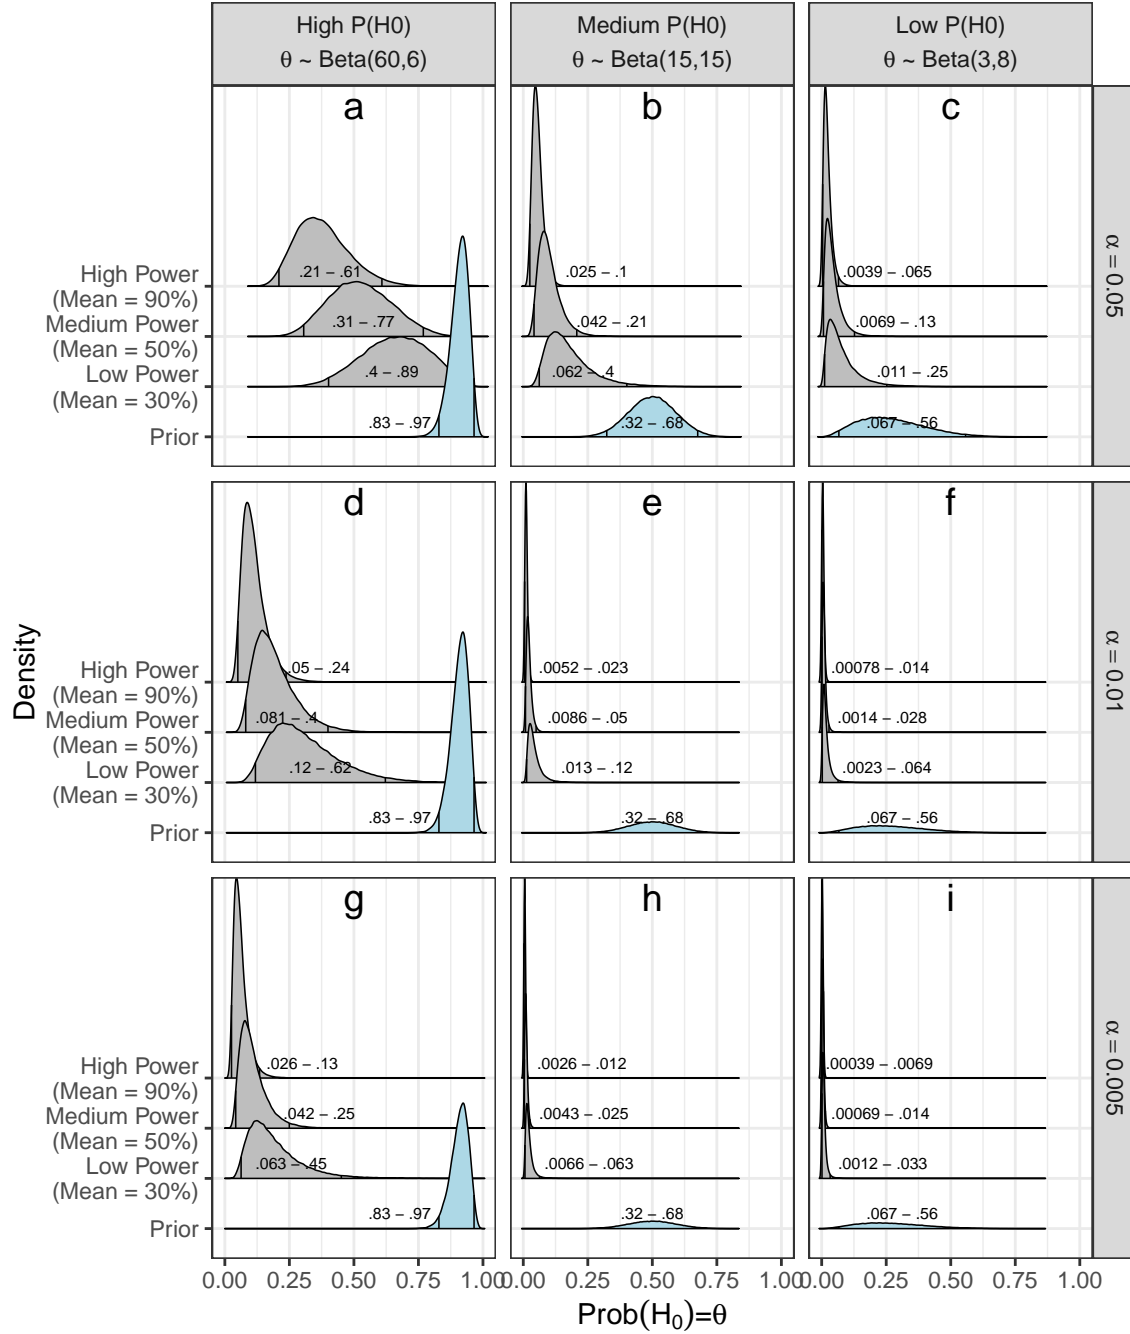 High P(H0)
θ ~ Beta(60,6)
Medium P(H0)
θ ~ Beta(15,15)
Low P(H0)
θ ~ Beta(3,8)
a
b
c
High Power
(Mean = 90%)
Medium Power
(Mean = 50%)
Low Power
(Mean = 30%)
Prior
.21 – .61
.31 – .77
.4 – .89
.83 – .97
.025 – .1
.042 – .21
.062 – .4
.32 – .68
.0039 – .065
.0069 – .13
.011 – .25
.067 – .56
α = 0.05
d
e
f
High Power
(Mean = 90%)
Medium Power
(Mean = 50%)
Low Power
(Mean = 30%)
Prior
.05 – .24
.081 – .4
.12 – .62
.83 – .97
.0052 – .023
.0086 – .05
.013 – .12
.32 – .68
.00078 – .014
.0014 – .028
.0023 – .064
.067 – .56
α = 0.01
Density
g
h
i
High Power
(Mean = 90%)
Medium Power
(Mean = 50%)
Low Power
(Mean = 30%)
Prior
.026 – .13
.042 – .25
.063 – .45
.83 – .97
.0026 – .012
.0043 – .025
.0066 – .063
.32 – .68
.00039 – .0069
.00069 – .014
.0012 – .033
.067 – .56
α = 0.005
0.00 0.25 0.50 0.75 1.00
0.00 0.25 0.50 0.75 1.00
0.00 0.25 0.50 0.75 1.00
Prob(H₀)=θ